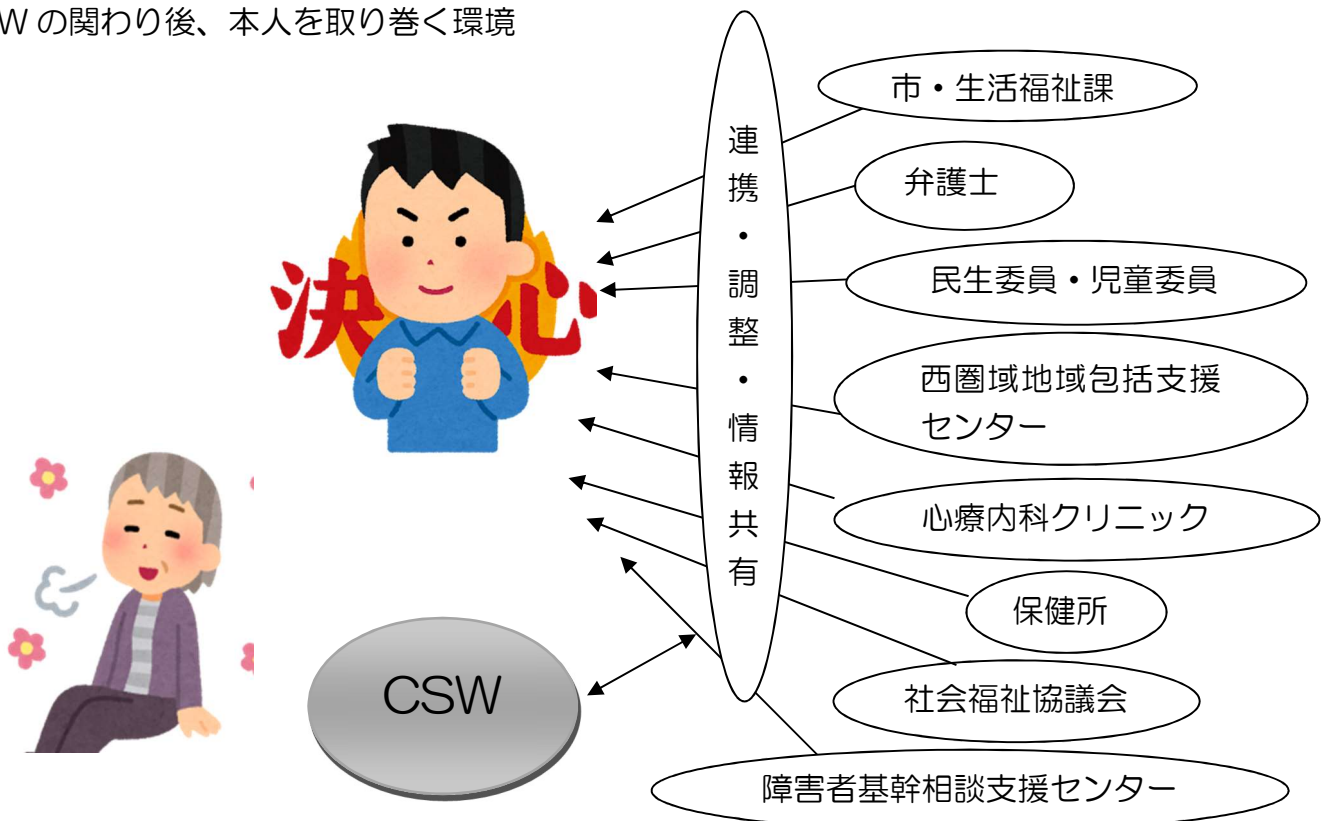 Wの関わり後、本人を取り巻く環境
市・生活福祉課
連携・調整・情報共有
弁護士
決心
民生委員・児童委員
西圏域地域包括支援
センター
心療内科クリニック
保健所
CSW
社会福祉協議会
障害者基幹相談支援センター